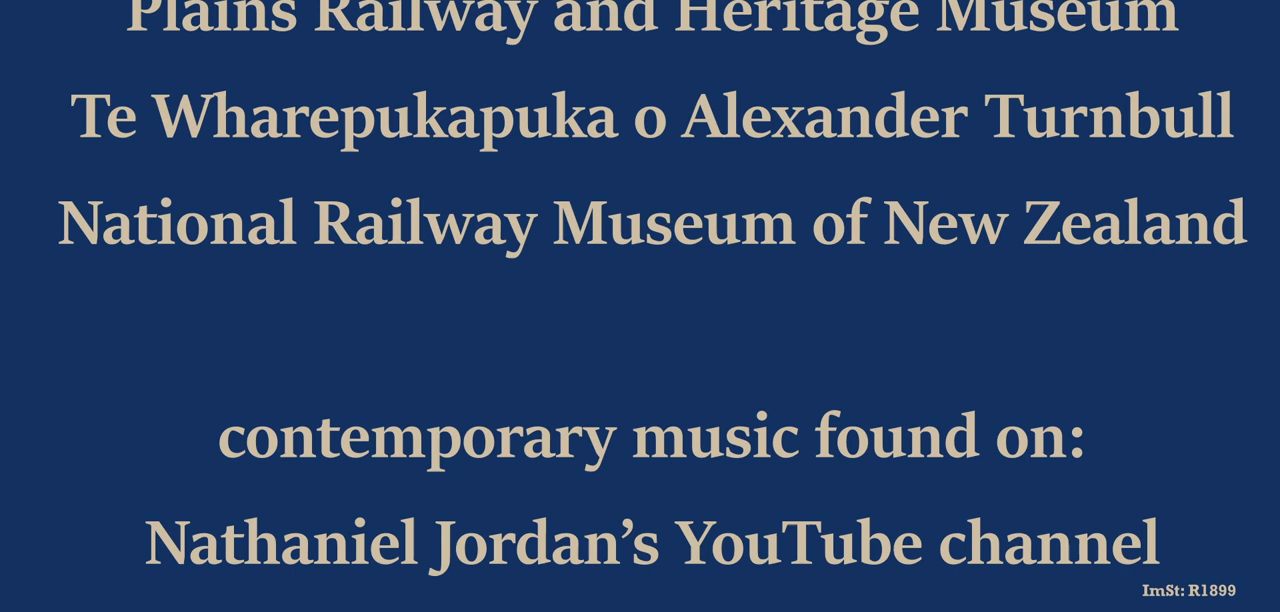 Plains Railway and Heritage Museum
Te Wharepukapuka o Alexander Turnbull
National Railway Museum of New Zealand
contemporary music found on:
Nathaniel Jordan’s YouTube channel
ImSt: R1899